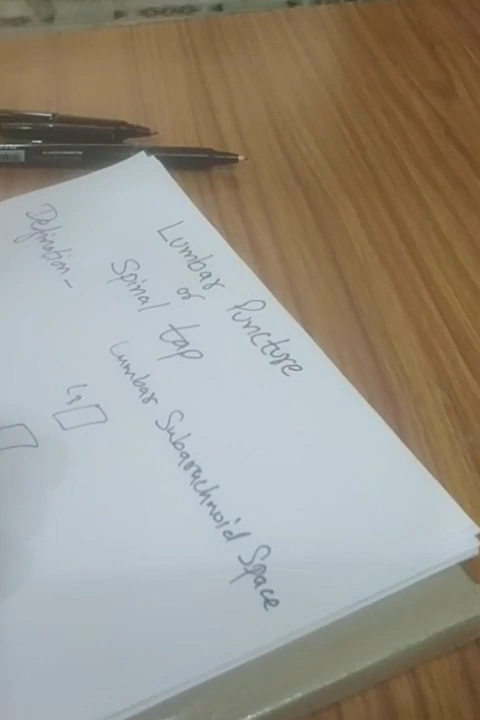 Lumbar Puncture
or
Spinal tap
Definition -
Lumbar Subarachnoid Space